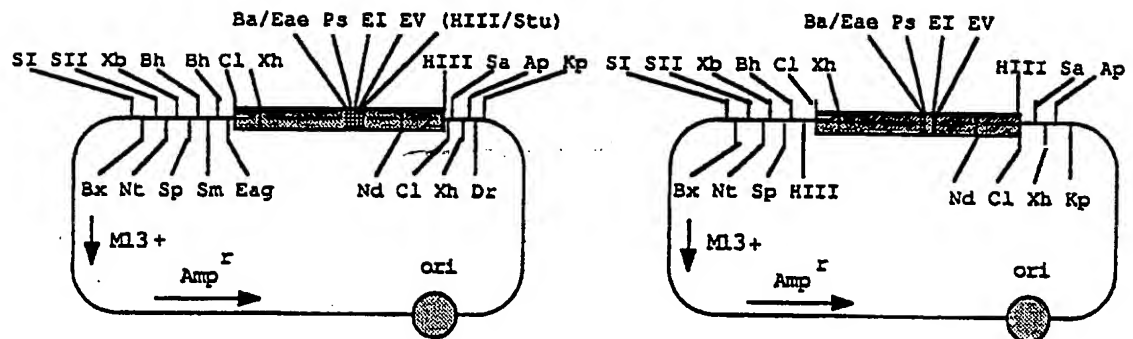 Ba/Eae Ps EI EV (HIII/Stu)
SI SII Xb Bh Bh Cl Xh HIII Sa Ap Kp
Bx Nt Sp Sm Eag Nd Cl Xh Dr
M13+
Amp r
ori
Ba/Eae Ps EI EV
SI SII Xb Bh Cl Xh HIII Sa Ap
Bx Nt Sp HIII Nd Cl Xh Kp
M13+
Amp r
ori